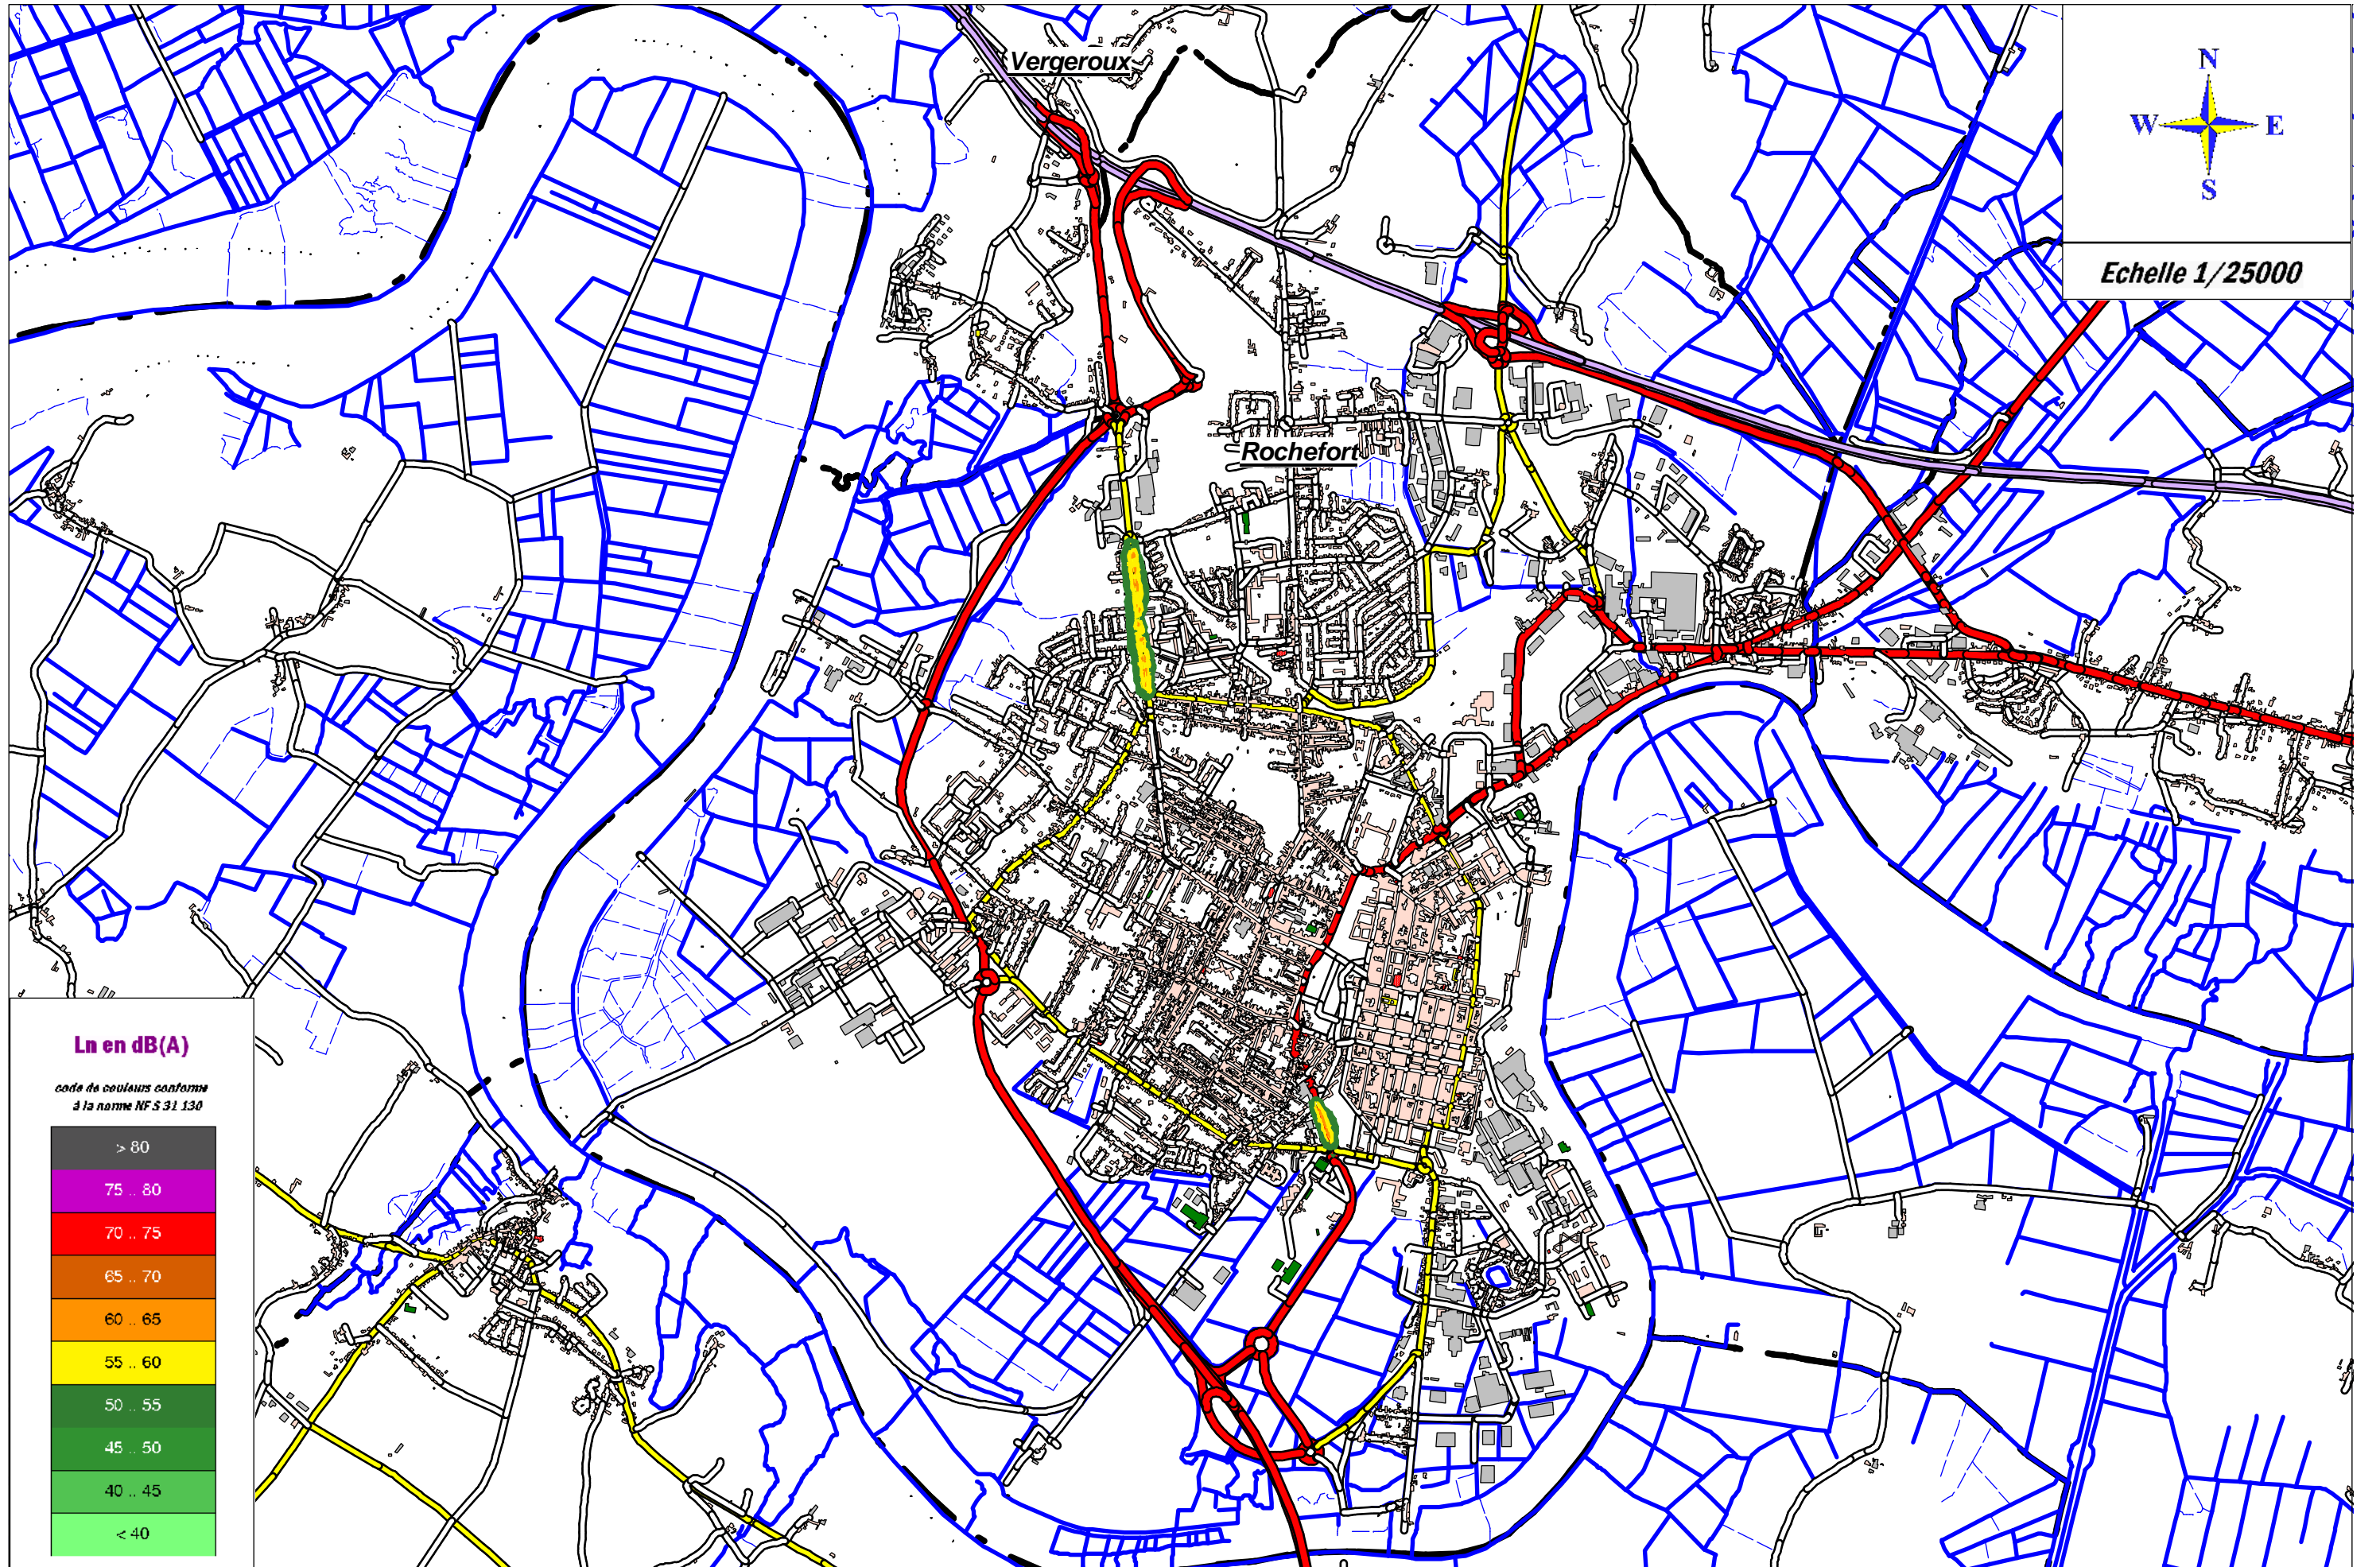 Vergeroux
N
W E
S
Echelle 1/25000
Rochefort
Ln en dB(A)
code de couleurs conforme
à la norme NF S 31 130
> 80
75 .. 80
70 .. 75
65 .. 70
60 .. 65
55 .. 60
50 .. 55
45 .. 50
40 .. 45
< 40